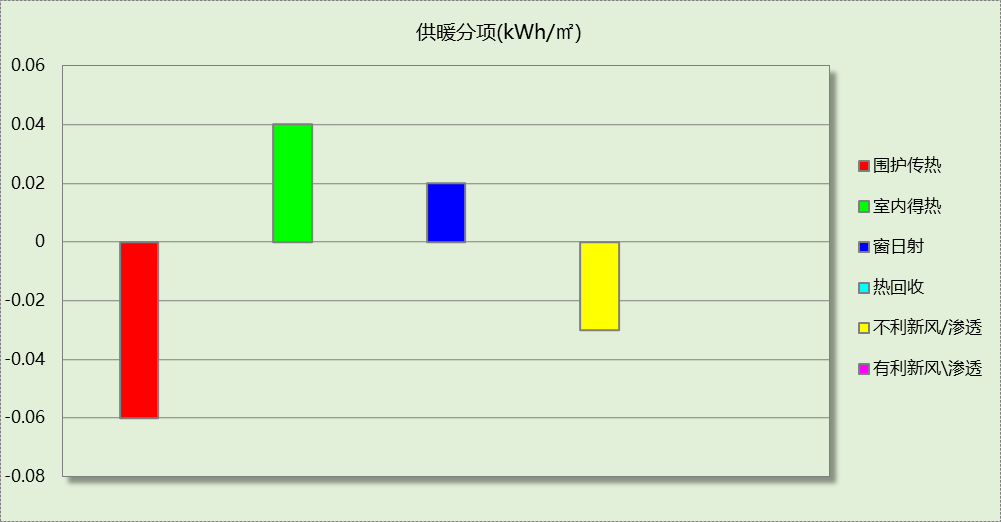 供暖分项(kWh/㎡)
0.06
0.04
0.02
0
-0.02
-0.04
-0.06
-0.08
围护传热
室内得热
窗日射
热回收
不利新风/渗透
有利新风\渗透